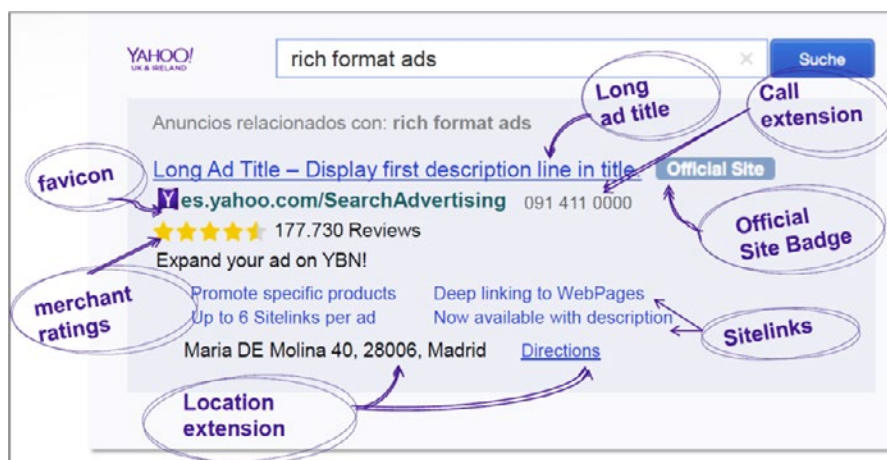 YAHOO!
UK & IRELAND
rich format ads
×
Suche
Long
ad title
Call
extension
Anuncios relacionados con: rich format ads
favicon
Long Ad Title – Display first description line in title.
Official Site
Y es.yahoo.com/SearchAdvertising 091 411 0000
177.730 Reviews
Official
Site Badge
Expand your ad on YBN!
merchant
ratings
Promote specific products Deep linking to WebPages
Up to 6 Sitelinks per ad Now available with description
Sitelinks
Maria DE Molina 40, 28006, Madrid Directions
Location
extension